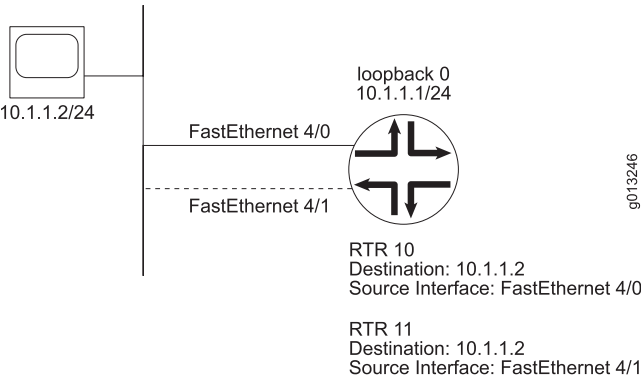 loopback 0
10.1.1.1/24
10.1.1.2/24
FastEthernet 4/0
FastEthernet 4/1
g013246
RTR 10
Destination: 10.1.1.2
Source Interface: FastEthernet 4/0
RTR 11
Destination: 10.1.1.2
Source Interface: FastEthernet 4/1